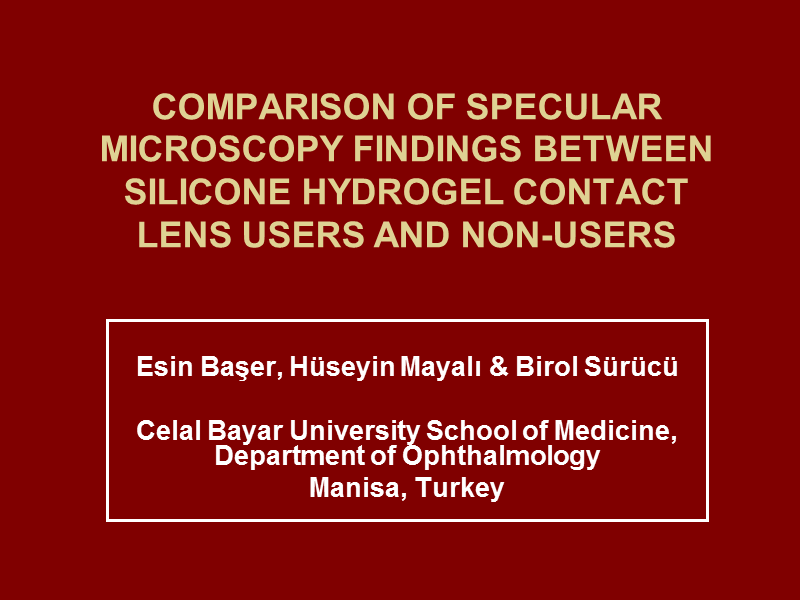 COMPARISON OF SPECULAR
MICROSCOPY FINDINGS BETWEEN
SILICONE HYDROGEL CONTACT
LENS USERS AND NON-USERS
Esin Başer, Hüseyin Mayalı & Birol Sürücü
Celal Bayar University School of Medicine,
Department of Ophthalmology
Manisa, Turkey